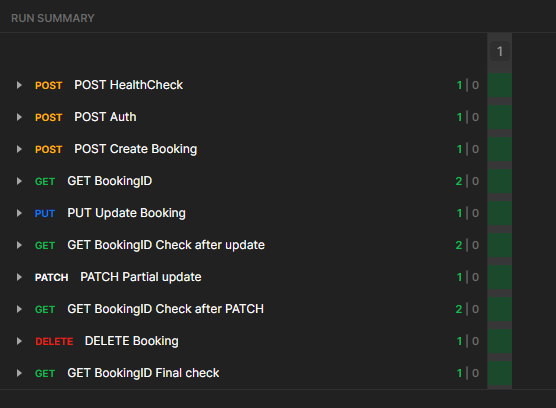 RUN SUMMARY
1
POST POST HealthCheck 1 | 0
POST POST Auth 1 | 0
POST POST Create Booking 1 | 0
GET GET BookingID 2 | 0
PUT PUT Update Booking 1 | 0
GET GET BookingID Check after update 2 | 0
PATCH PATCH Partial update 1 | 0
GET GET BookingID Check after PATCH 2 | 0
DELETE DELETE Booking 1 | 0
GET GET BookingID Final check 1 | 0